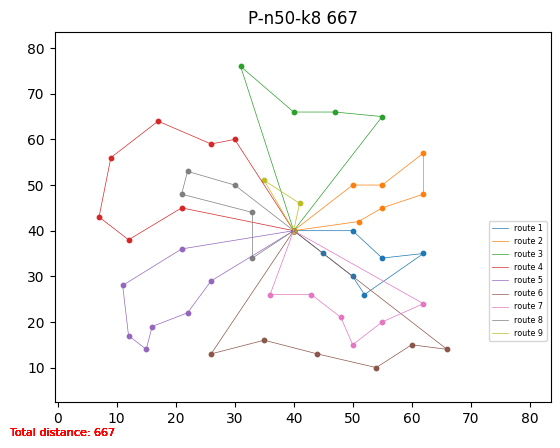 P-n50-k8 667
80
70
60
50
40
30
20
10
0 10 20 30 40 50 60 70 80
route 1
route 2
route 3
route 4
route 5
route 6
route 7
route 8
route 9
Total distance: 667